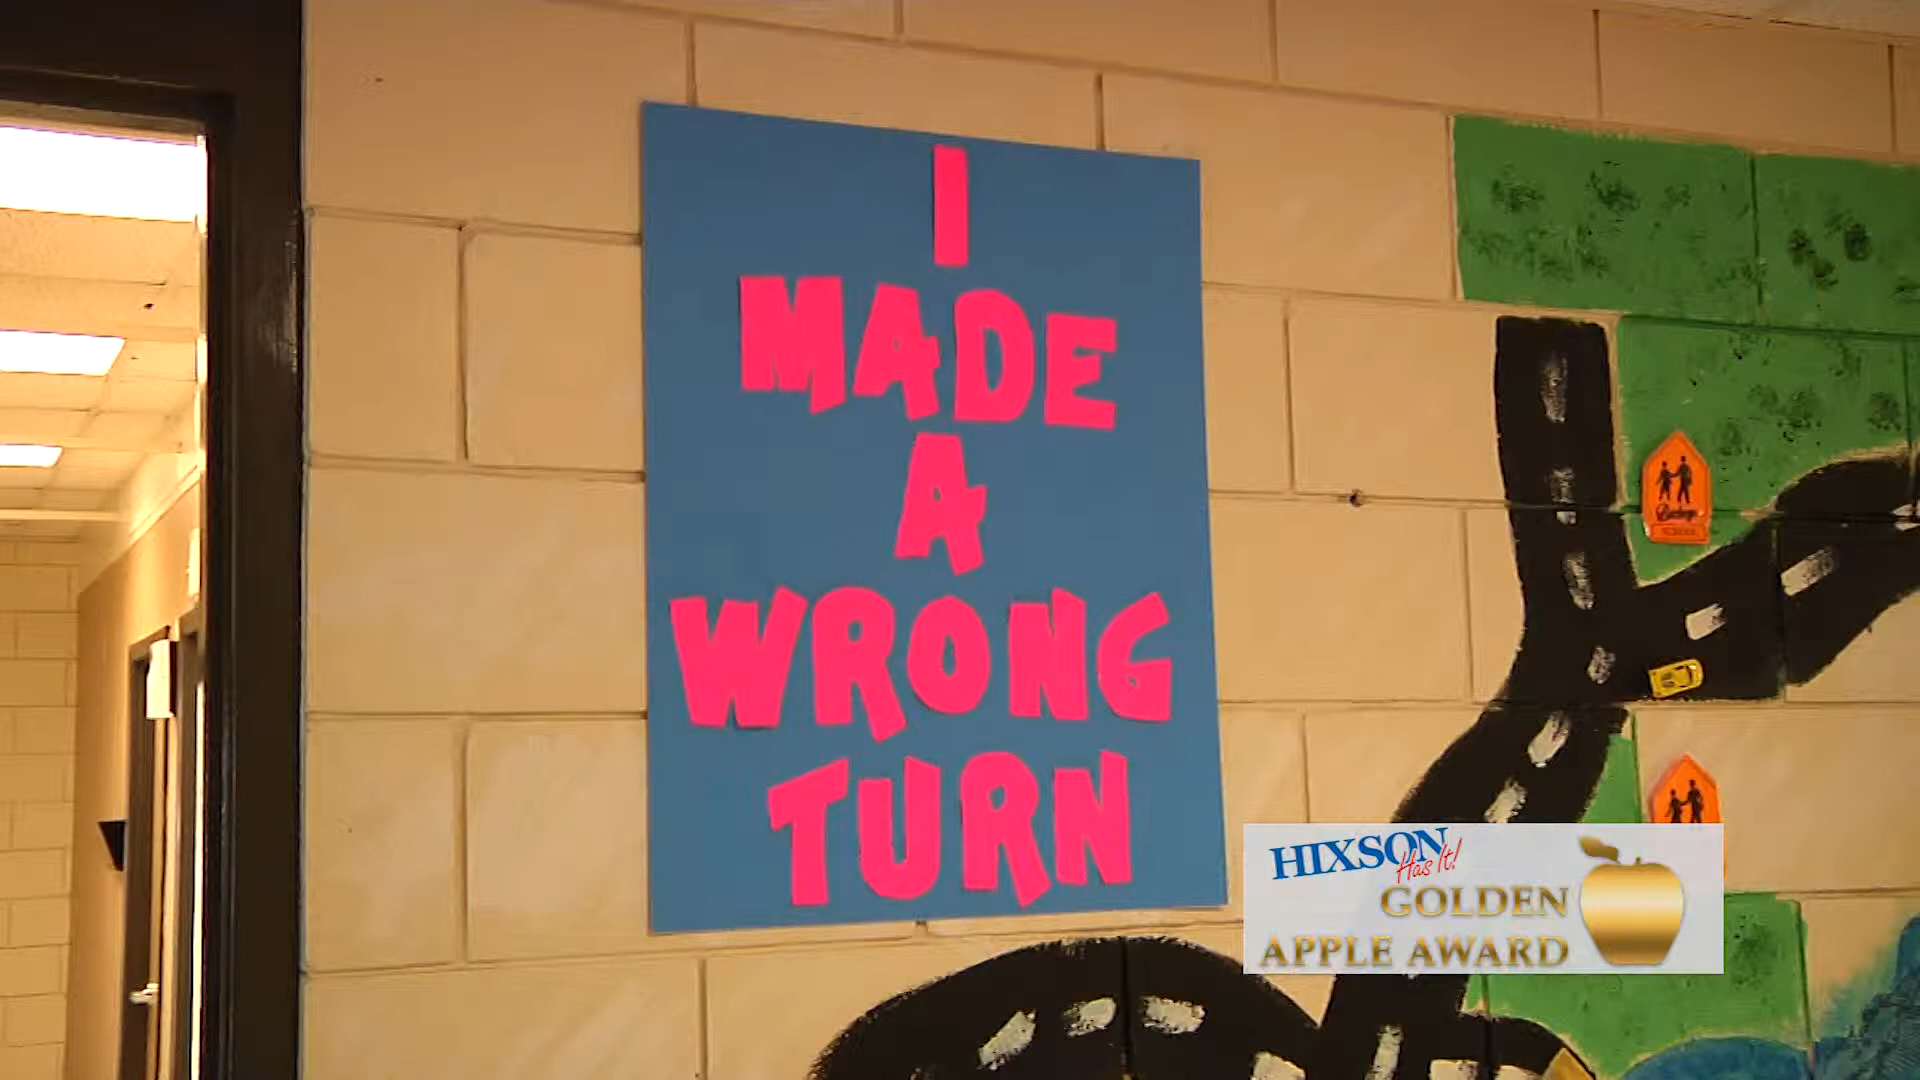 I
MADE
A
WRONG
TURN
HIXSON
Has It!
GOLDEN
APPLE AWARD